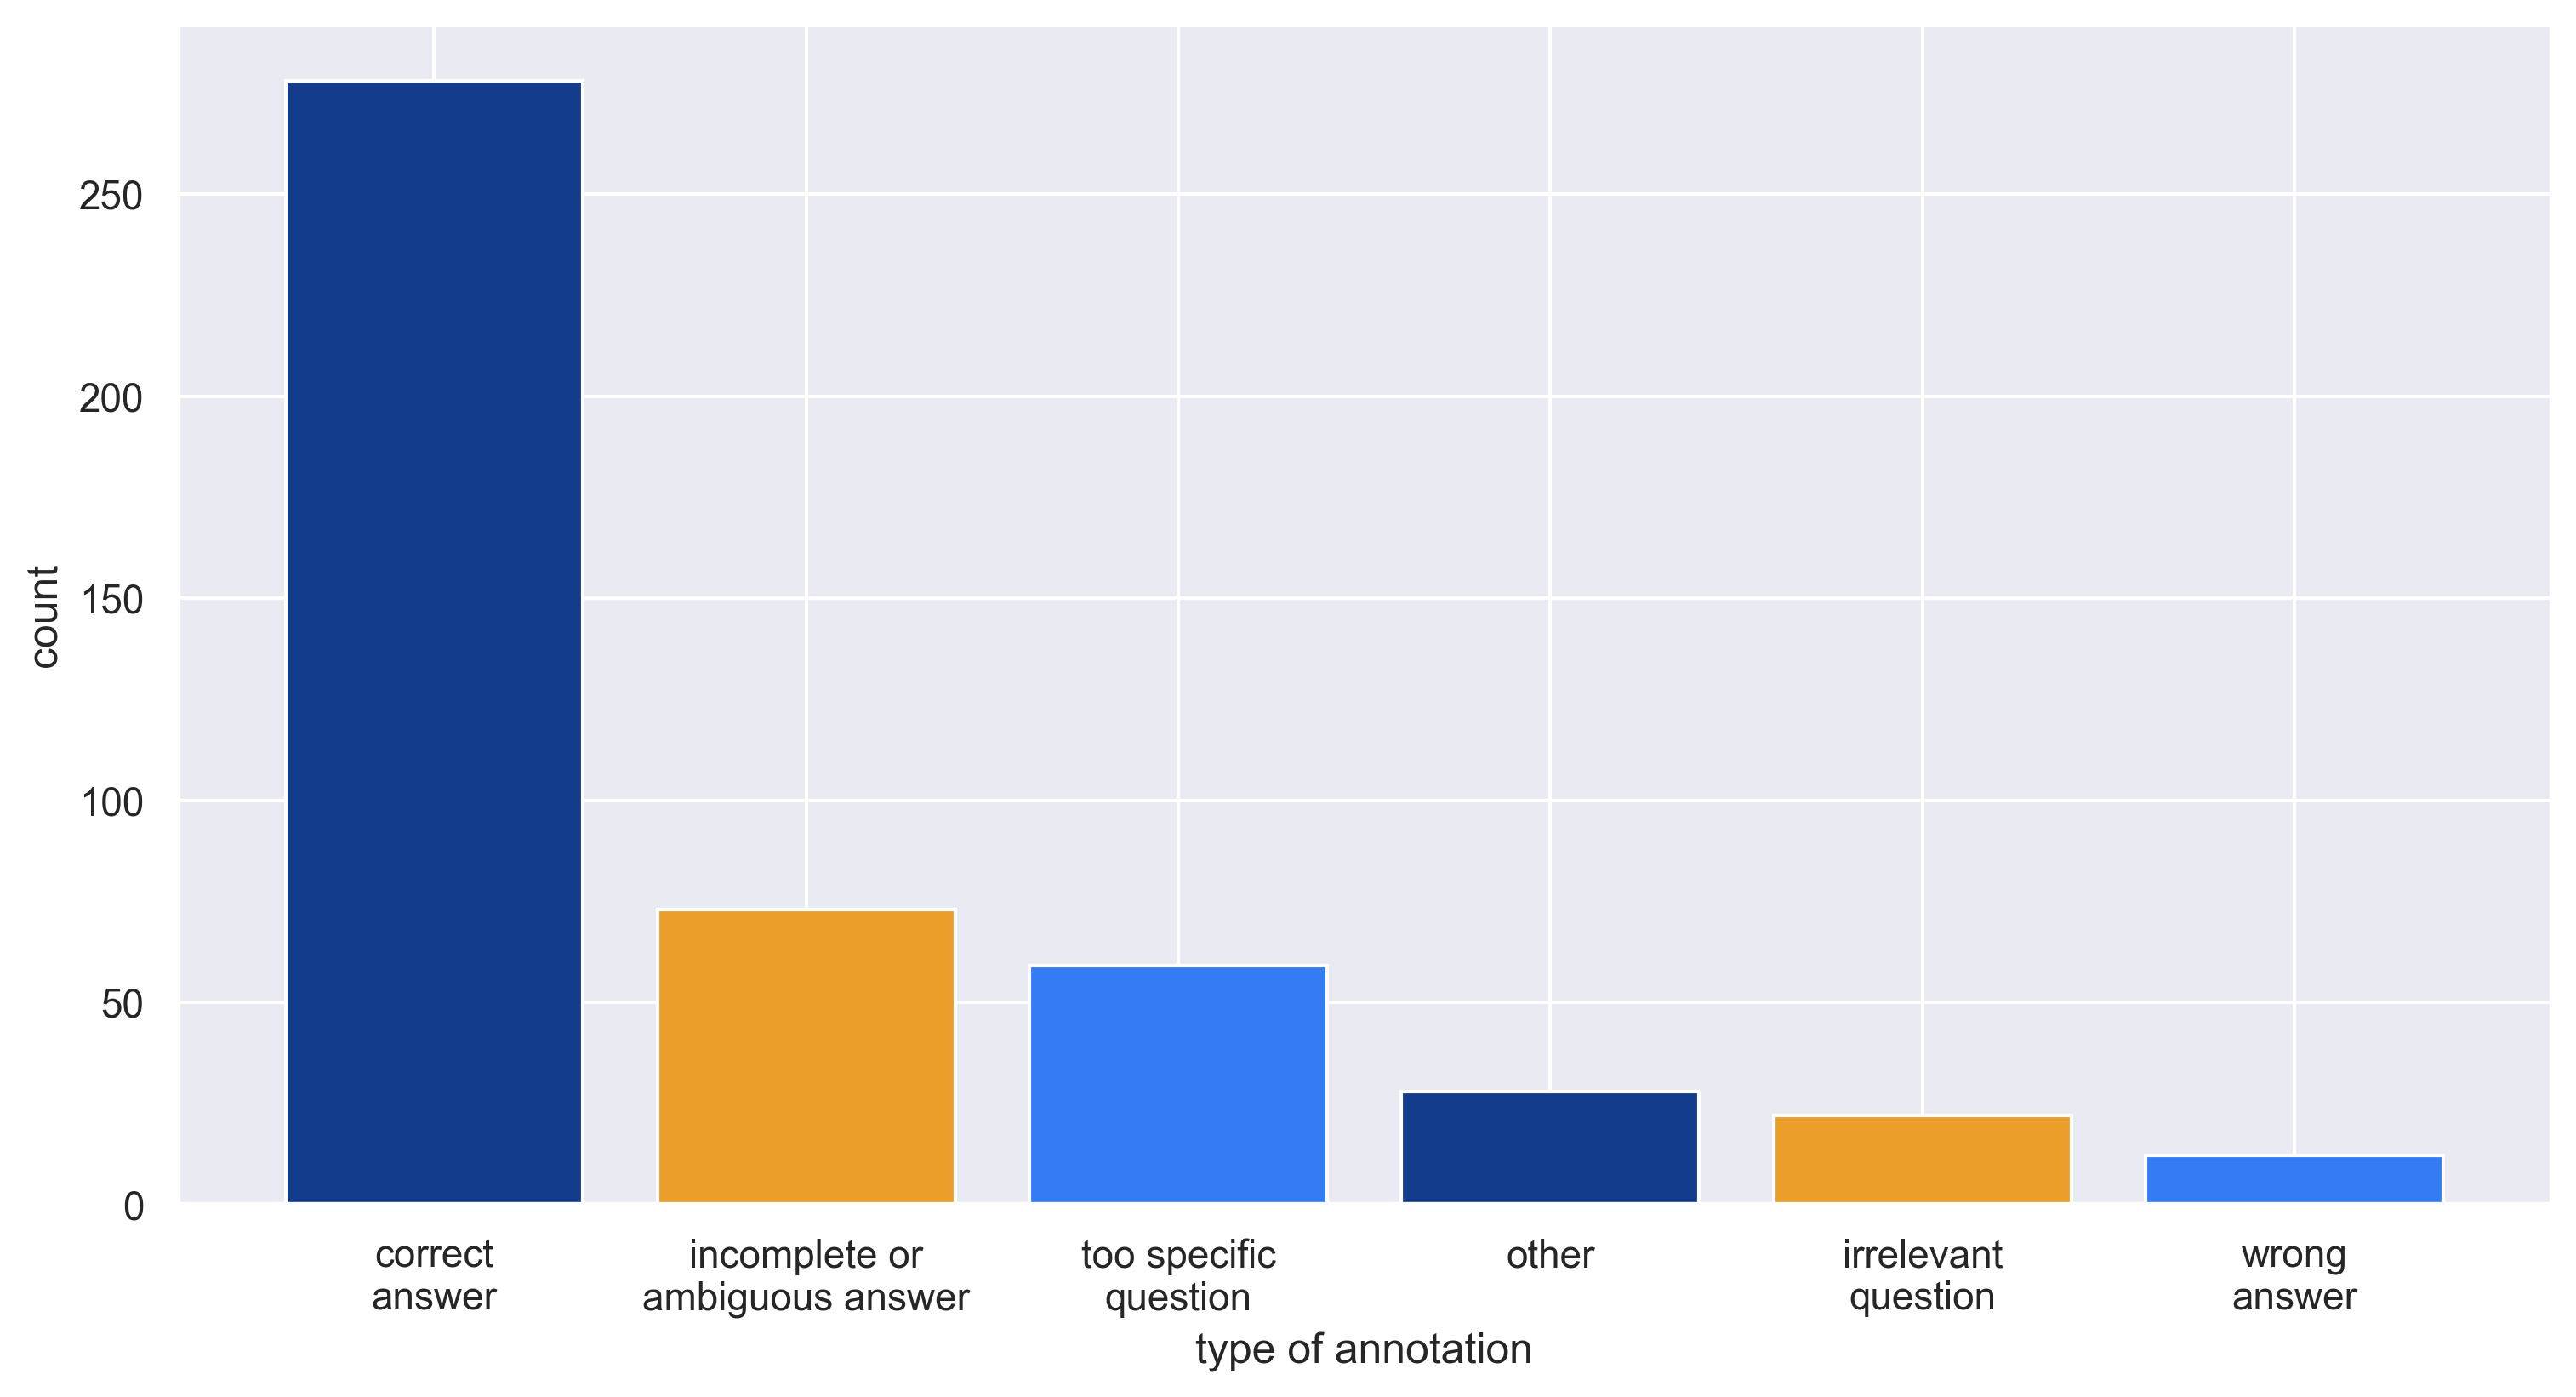 count
250
200
150
100
50
0
correct
answer
incomplete or
ambiguous answer
too specific
question
other
irrelevant
question
wrong
answer
type of annotation